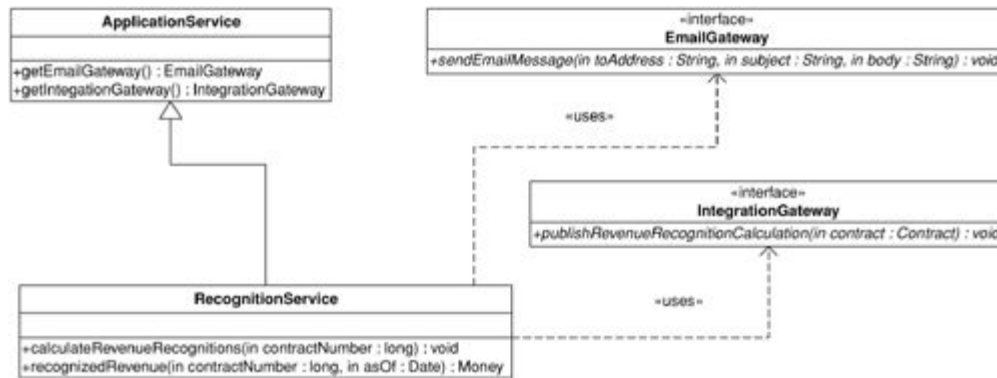 ApplicationService
+getEmailGateway() : EmailGateway
+getIntegationGateway() : IntegrationGateway
«interface»
EmailGateway
+sendEmailMessage(in toAddress : String, in subject : String, in body : String) : void
«uses»
«interface»
IntegrationGateway
+publishRevenueRecognitionCalculation(in contract : Contract) : void
«uses»
RecognitionService
+calculateRevenueRecognitions(in contractNumber : long) : void
+recognizedRevenue(in contractNumber : long, in asOf : Date) : Money